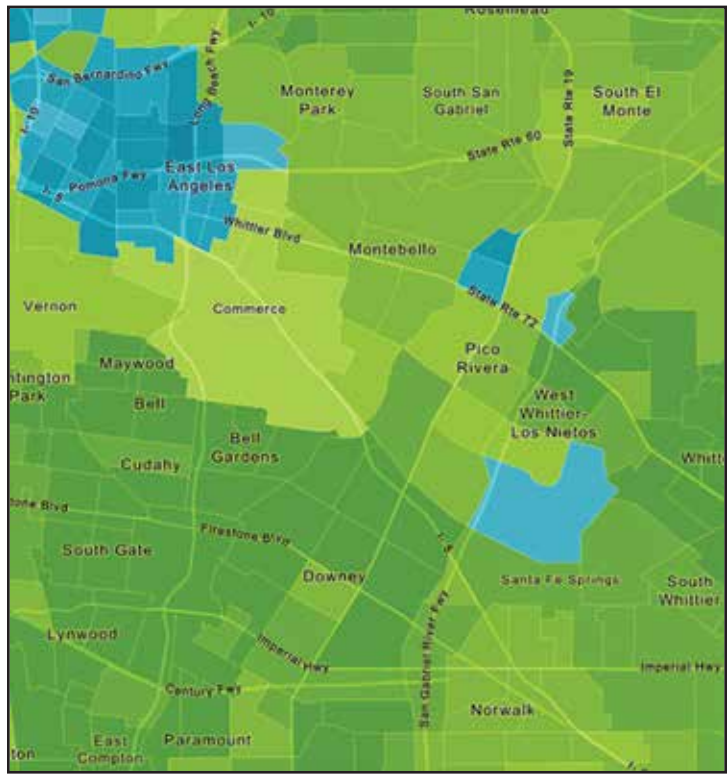 Rosemead
I- 10
San Bernardino Fwy
Long Beach Fwy
State Rte 19
Monterey
Park
South San
Gabriel
South El
Monte
I- 10
State Rte 60
East Los
Angeles
Pomona Fwy
I- 5
Whittier Blvd
Montebello
Vernon
Commerce
State Rte 72
Maywood
Pico
Rivera
ntington
Park
Bell
West
Whittier-
Los Nietos
Bell
Gardens
Cudahy
Whitt
tone Blvd
Firestone Blvd
South Gate
I- 5
Downey
Santa Fe Springs
South
Whittier
Lynwood
Imperial Hwy
San Gabriel River Fwy
Imperial Hwy
Century Fwy
Norwalk
East
Compton
Paramount
ton